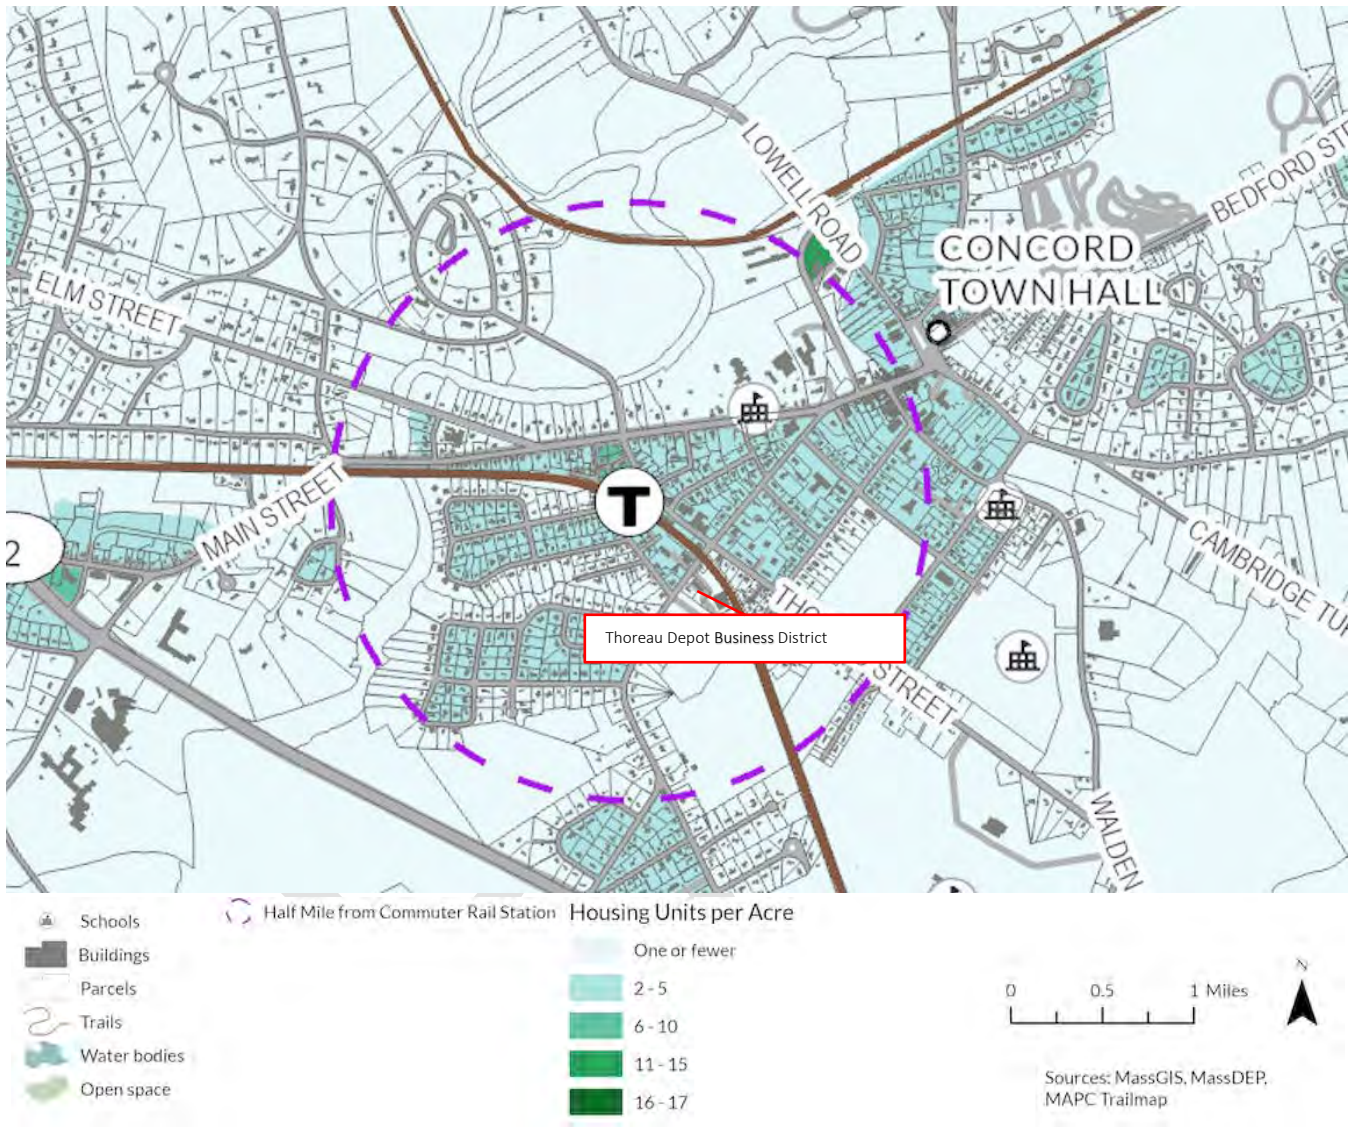 LOWELL ROAD
BEDFORD ST
CONCORD
TOWN HALL
ELM STREET
T
MAIN STREET
2
CAMBRIDGE TU
THO
STREET
Thoreau Depot Business District
WALDEN
Schools
Buildings
Parcels
Trails
Water bodies
Open space
Half Mile from Commuter Rail Station
Housing Units per Acre
One or fewer
2 - 5
6 - 10
11 - 15
16 - 17
0 0.5 1 Miles
N
Sources: MassGIS, MassDEP,
MAPC Trailmap